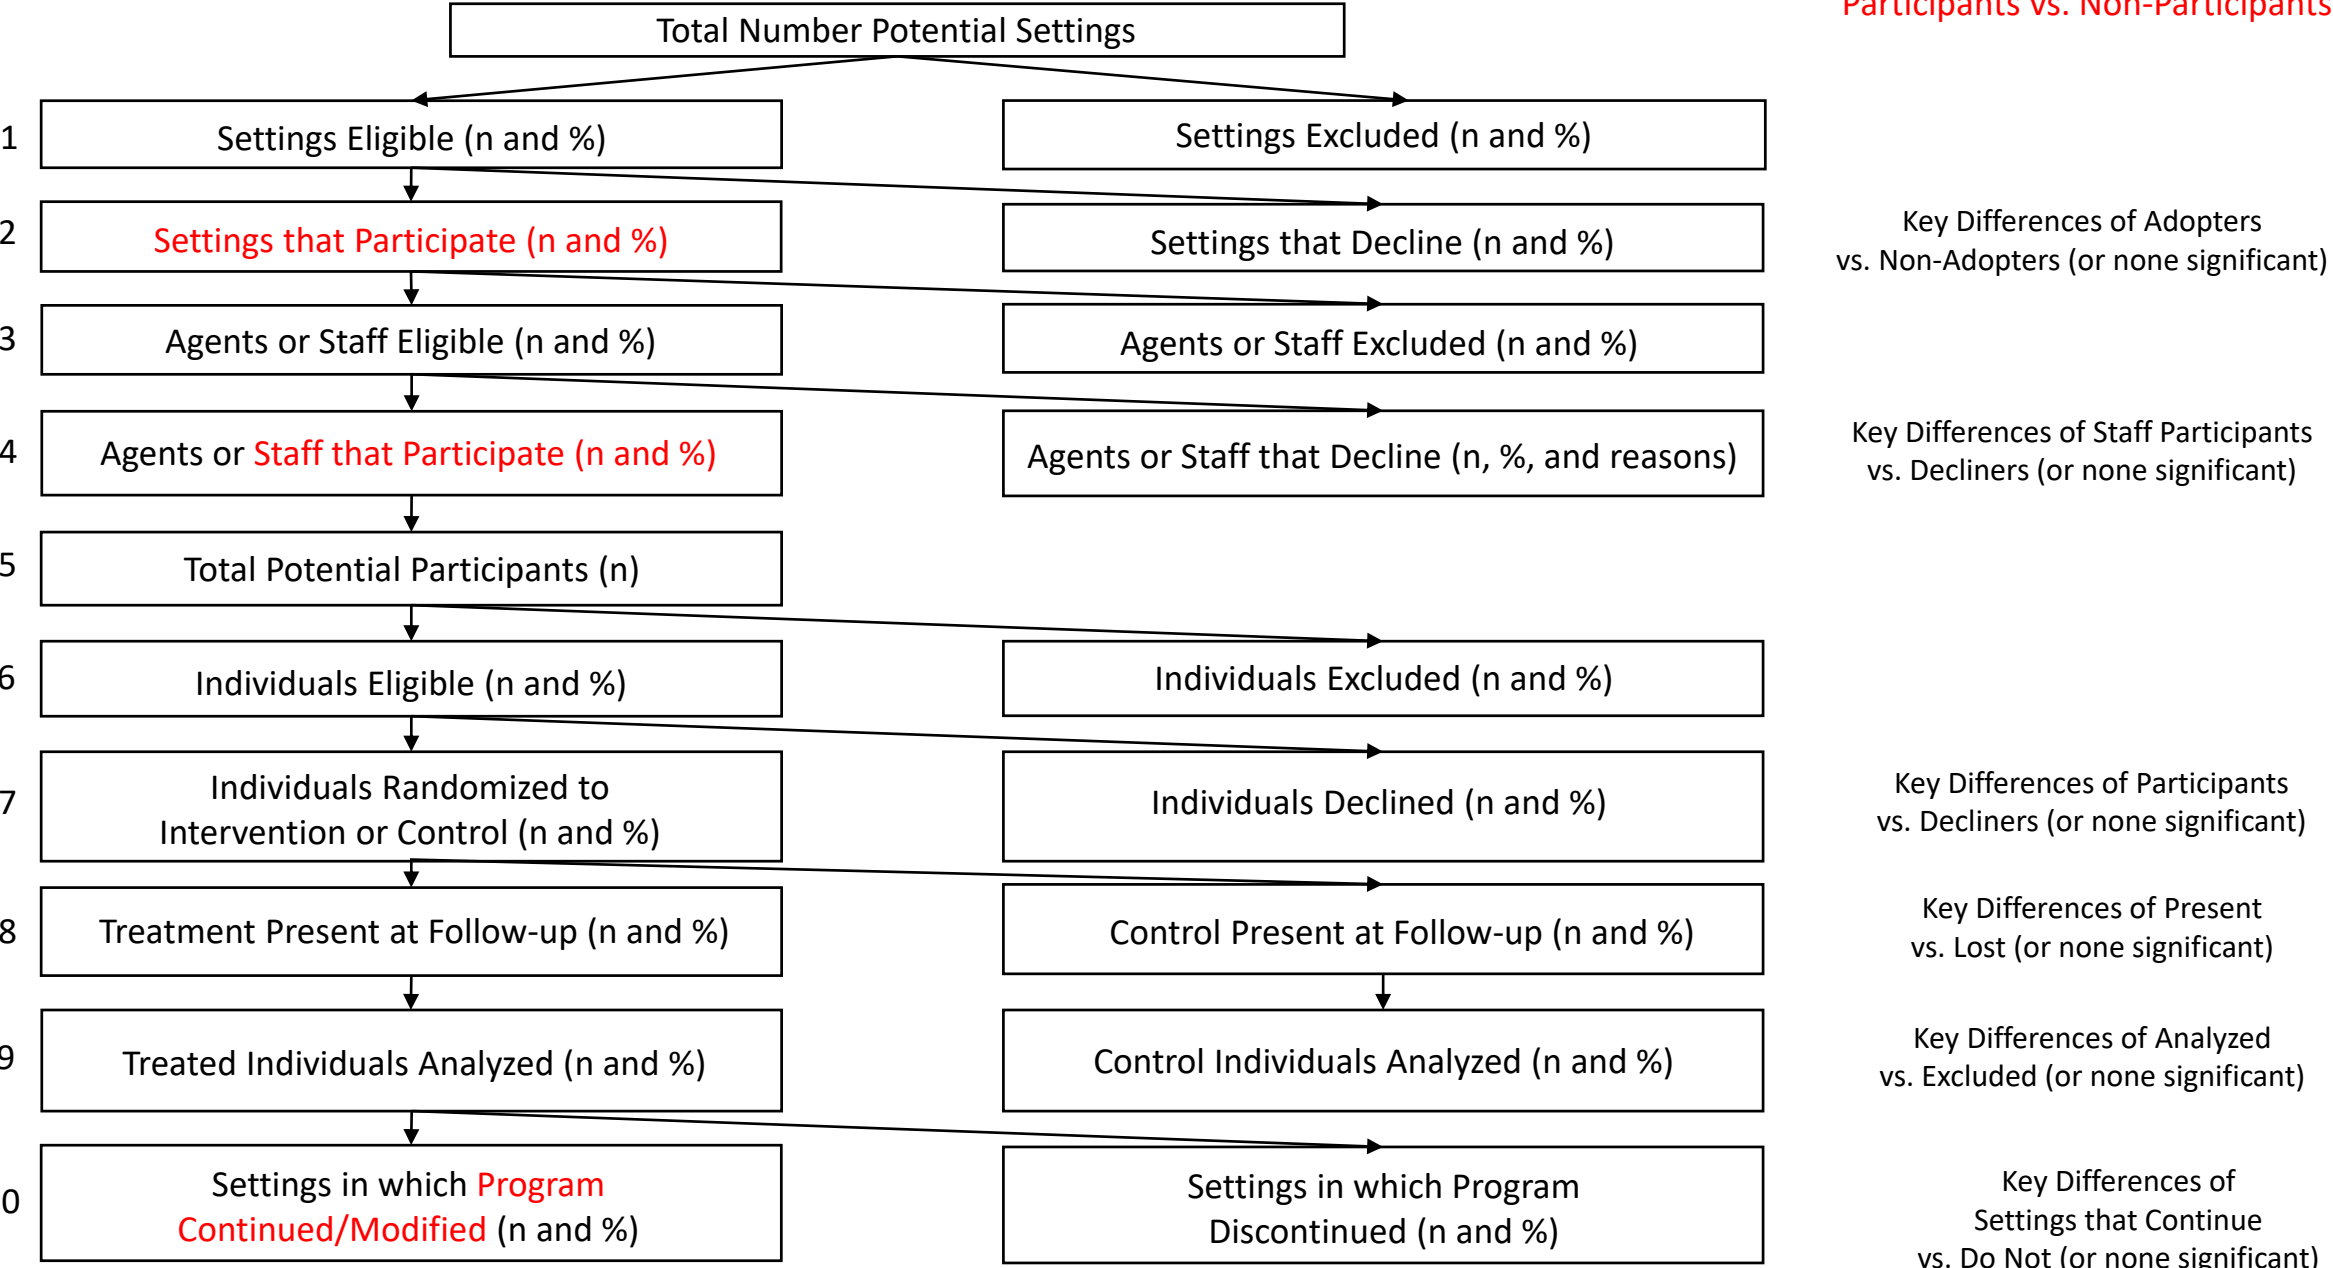 Participants vs. Non-Participants
Total Number Potential Settings
1
Settings Eligible (n and %)
Settings Excluded (n and %)
2
Settings that Participate (n and %)
Settings that Decline (n and %)
Key Differences of Adopters
vs. Non-Adopters (or none significant)
3
Agents or Staff Eligible (n and %)
Agents or Staff Excluded (n and %)
4
Agents or Staff that Participate (n and %)
Agents or Staff that Decline (n, %, and reasons)
Key Differences of Staff Participants
vs. Decliners (or none significant)
5
Total Potential Participants (n)
6
Individuals Eligible (n and %)
Individuals Excluded (n and %)
7
Individuals Randomized to
Intervention or Control (n and %)
Individuals Declined (n and %)
Key Differences of Participants
vs. Decliners (or none significant)
8
Treatment Present at Follow-up (n and %)
Control Present at Follow-up (n and %)
Key Differences of Present
vs. Lost (or none significant)
9
Treated Individuals Analyzed (n and %)
Control Individuals Analyzed (n and %)
Key Differences of Analyzed
vs. Excluded (or none significant)
0
Settings in which Program
Continued/Modified (n and %)
Settings in which Program
Discontinued (n and %)
Key Differences of
Settings that Continue
vs. Do Not (or none significant)